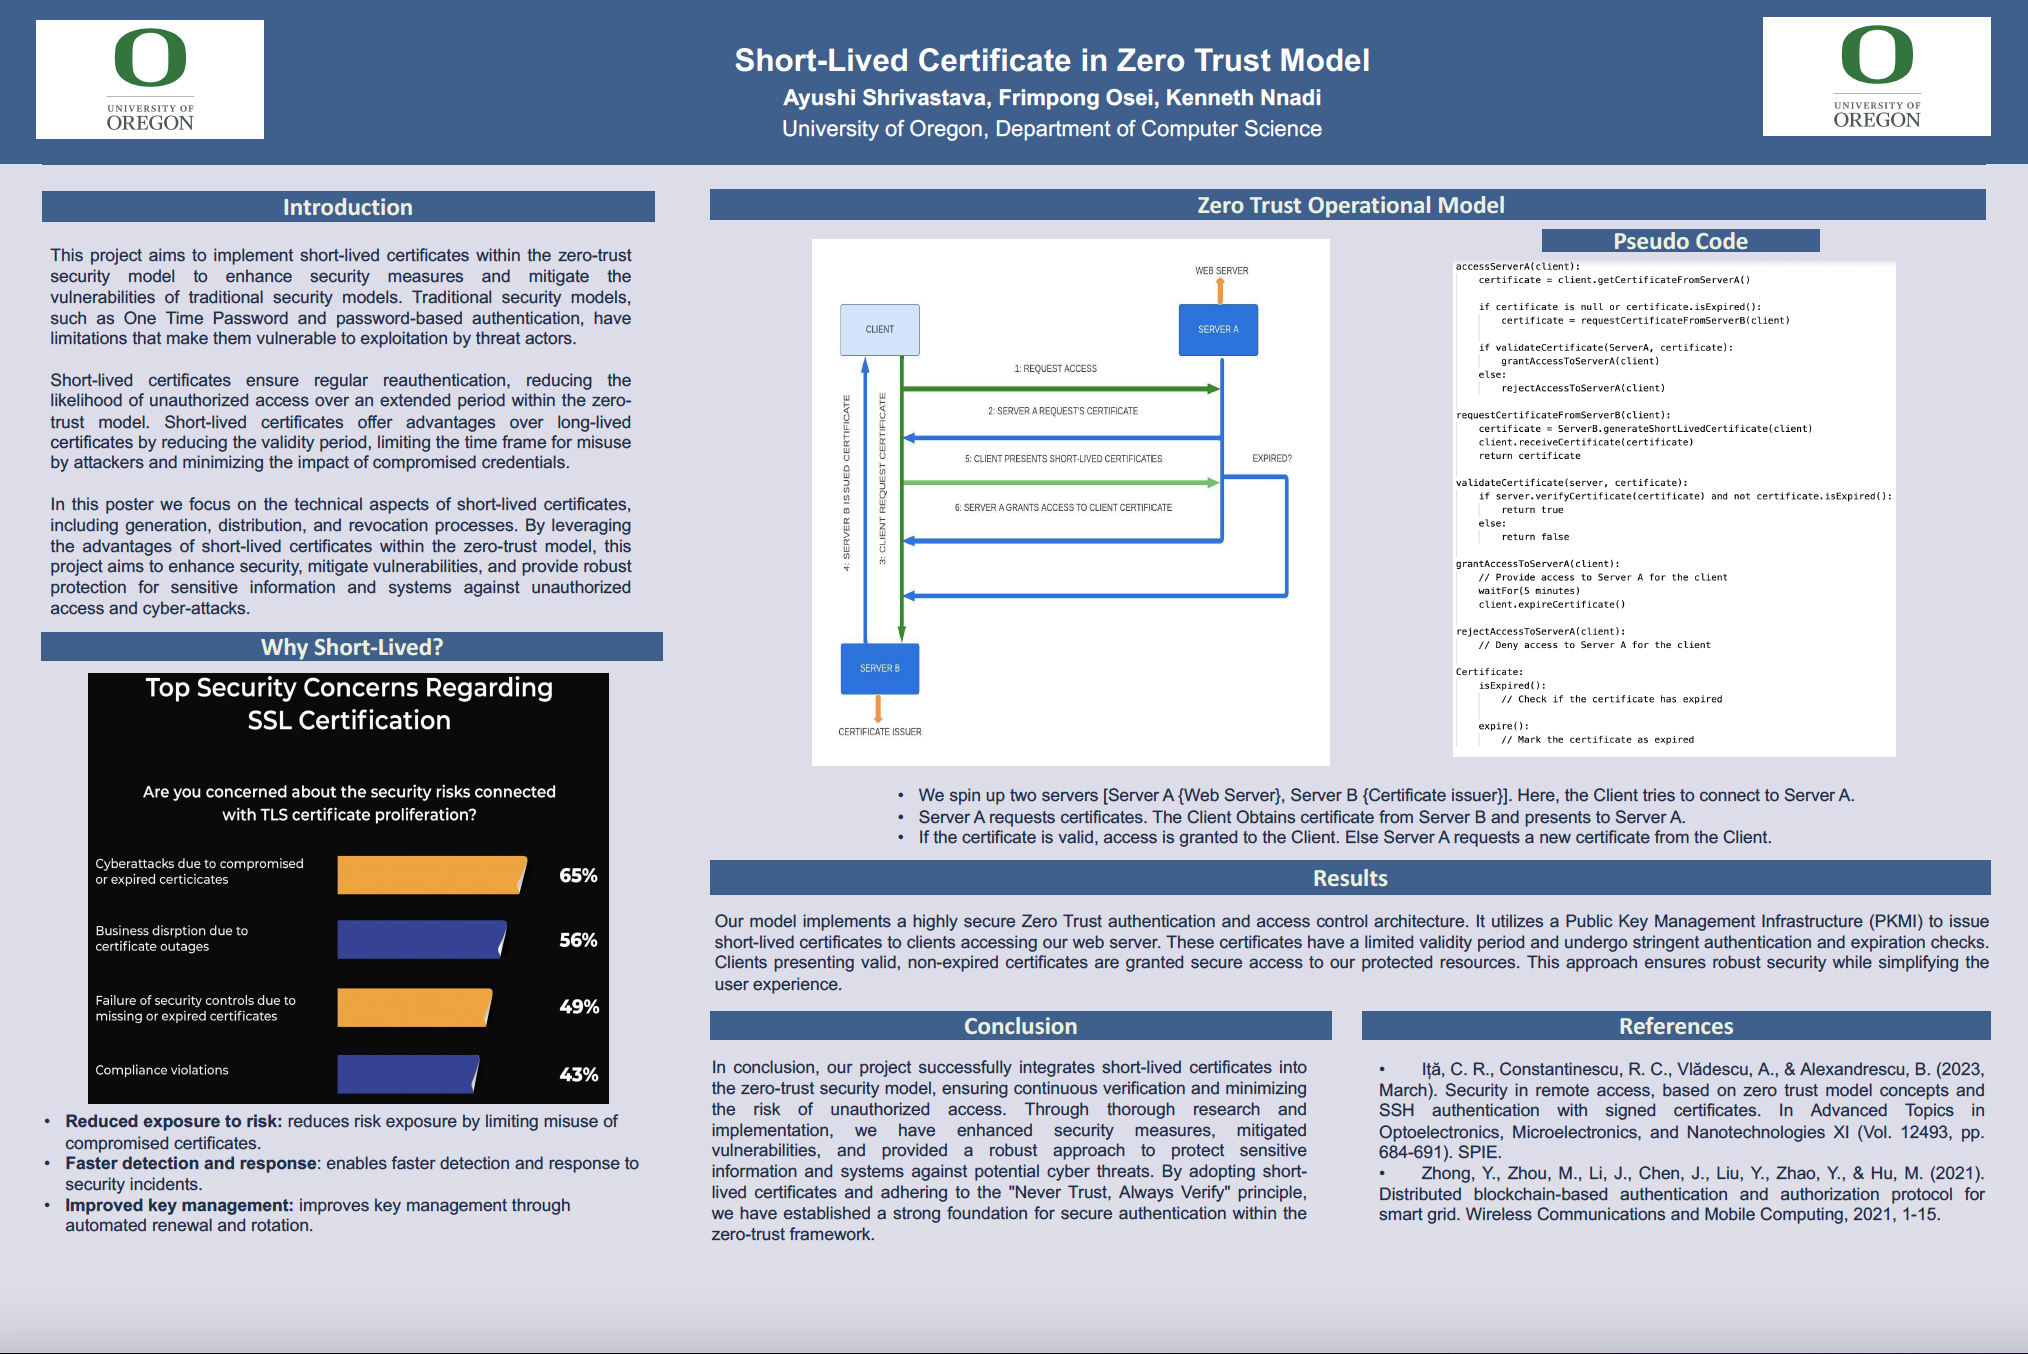 UNIVERSITY OF
OREGON
Short-Lived Certificate in Zero Trust Model
Ayushi Shrivastava, Frimpong Osei, Kenneth Nnadi
University of Oregon, Department of Computer Science
UNIVERSITY OF
OREGON
Introduction
This project aims to implement short-lived certificates within the zero-trust
security model to enhance security measures and mitigate the
vulnerabilities of traditional security models. Traditional security models,
such as One Time Password and password-based authentication, have
limitations that make them vulnerable to exploitation by threat actors.
Short-lived certificates ensure regular reauthentication, reducing the
likelihood of unauthorized access over an extended period within the zero-
trust model. Short-lived certificates offer advantages over long-lived
certificates by reducing the validity period, limiting the time frame for misuse
by attackers and minimizing the impact of compromised credentials.
In this poster we focus on the technical aspects of short-lived certificates,
including generation, distribution, and revocation processes. By leveraging
the advantages of short-lived certificates within the zero-trust model, this
project aims to enhance security, mitigate vulnerabilities, and provide robust
protection for sensitive information and systems against unauthorized
access and cyber-attacks.
Why Short-Lived?
Top Security Concerns Regarding
SSL Certification
Are you concerned about the security risks connected
with TLS certificate proliferation?
Cyberattacks due to compromised
or expired certicicates
65%
Business disrption due to
certificate outages
56%
Failure of security controls due to
missing or expired certificates
49%
Compliance violations
43%
• Reduced exposure to risk: reduces risk exposure by limiting misuse of
compromised certificates.
• Faster detection and response: enables faster detection and response to
security incidents.
• Improved key management: improves key management through
automated renewal and rotation.
Zero Trust Operational Model
WEB SERVER
CLIENT
SERVER A
1: REQUEST ACCESS
2: SERVER A REQUEST'S CERTIFICATE
5: CLIENT PRESENTS SHORT-LIVED CERTIFICATES
EXPIRED?
6: SERVER A GRANTS ACCESS TO CLIENT CERTIFICATE
4: SERVER B ISSUED CERTIFICATE
3: CLIENT REQUEST CERTIFICATE
SERVER B
CERTIFICATE ISSUER
Pseudo Code
accessServerA(client):
certificate = client.getCertificateFromServerA()
if certificate is null or certificate.isExpired():
certificate = requestCertificateFromServerB(client)
if validateCertificate(ServerA, certificate):
grantAccessToServerA(client)
else:
rejectAccessToServerA(client)
requestCertificateFromServerB(client):
certificate = ServerB.generateShortLivedCertificate(client)
client.receiveCertificate(certificate)
return certificate
validateCertificate(server, certificate):
if server.verifyCertificate(certificate) and not certificate.isExpired():
return true
else:
return false
grantAccessToServerA(client):
// Provide access to Server A for the client
waitFor(5 minutes)
client.expireCertificate()
rejectAccessToServerA(client):
// Deny access to Server A for the client
Certificate:
isExpired():
// Check if the certificate has expired
expire():
// Mark the certificate as expired
• We spin up two servers [Server A {Web Server}, Server B {Certificate issuer}]. Here, the Client tries to connect to Server A.
• Server A requests certificates. The Client Obtains certificate from Server B and presents to Server A.
• If the certificate is valid, access is granted to the Client. Else Server A requests a new certificate from the Client.
Results
Our model implements a highly secure Zero Trust authentication and access control architecture. It utilizes a Public Key Management Infrastructure (PKMI) to issue
short-lived certificates to clients accessing our web server. These certificates have a limited validity period and undergo stringent authentication and expiration checks.
Clients presenting valid, non-expired certificates are granted secure access to our protected resources. This approach ensures robust security while simplifying the
user experience.
Conclusion
In conclusion, our project successfully integrates short-lived certificates into
the zero-trust security model, ensuring continuous verification and minimizing
the risk of unauthorized access. Through thorough research and
implementation, we have enhanced security measures, mitigated
vulnerabilities, and provided a robust approach to protect sensitive
information and systems against potential cyber threats. By adopting short-
lived certificates and adhering to the "Never Trust, Always Verify" principle,
we have established a strong foundation for secure authentication within the
zero-trust framework.
References
• Iță, C. R., Constantinescu, R. C., Vlădescu, A., & Alexandrescu, B. (2023,
March). Security in remote access, based on zero trust model concepts and
SSH authentication with signed certificates. In Advanced Topics in
Optoelectronics, Microelectronics, and Nanotechnologies XI (Vol. 12493, pp.
684-691). SPIE.
• Zhong, Y., Zhou, M., Li, J., Chen, J., Liu, Y., Zhao, Y., & Hu, M. (2021).
Distributed blockchain-based authentication and authorization protocol for
smart grid. Wireless Communications and Mobile Computing, 2021, 1-15.